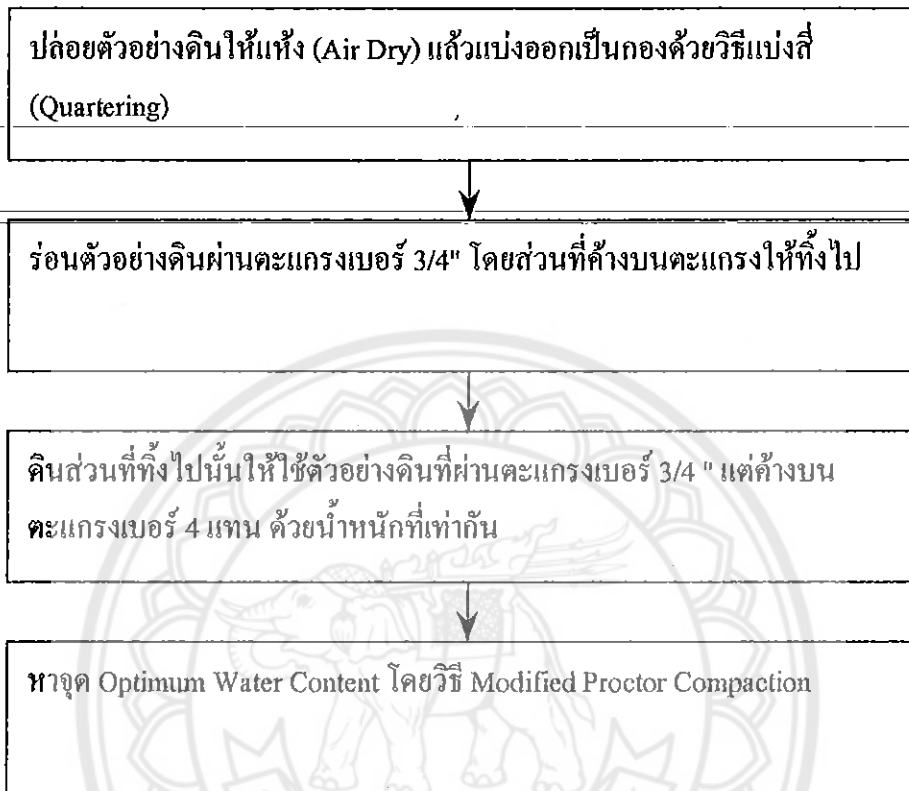 ปล่อยตัวอย่างดินให้แห้ง (Air Dry) แล้วแบ่งออกเป็นกองด้วยวิธีแบ่งสี่
(Quartering)
ร่อนตัวอย่างดินผ่านตะแกรงเบอร์ 3/4" โดยส่วนที่ค้างบนตะแกรงให้ทิ้งไป
ดินส่วนที่ทิ้งไปนั้นให้ใช้ตัวอย่างดินที่ผ่านตะแกรงเบอร์ 3/4 " แต่ค้างบน
ตะแกรงเบอร์ 4 แทน ด้วยน้ำหนักที่เท่ากัน
หาจุด Optimum Water Content โดยวิธี Modified Proctor Compaction